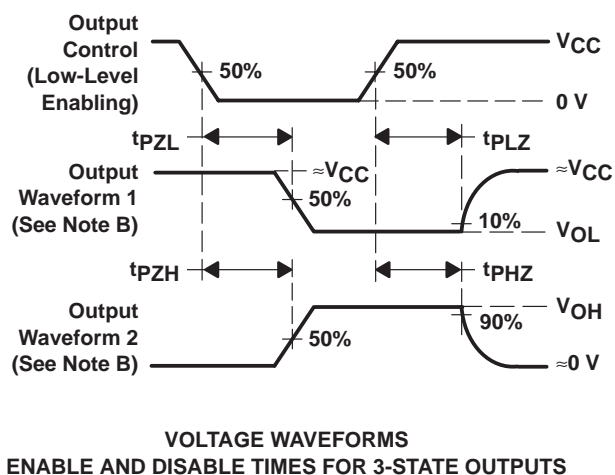 Output
Control
(Low-Level
Enabling)
50%
50%
VCC
0 V
tPZL
tPLZ
Output
Waveform 1
(See Note B)
≈VCC
50%
≈VCC
10%
VOL
tPZH
tPHZ
Output
Waveform 2
(See Note B)
50%
VOH
90%
≈0 V
VOLTAGE WAVEFORMS
ENABLE AND DISABLE TIMES FOR 3-STATE OUTPUTS